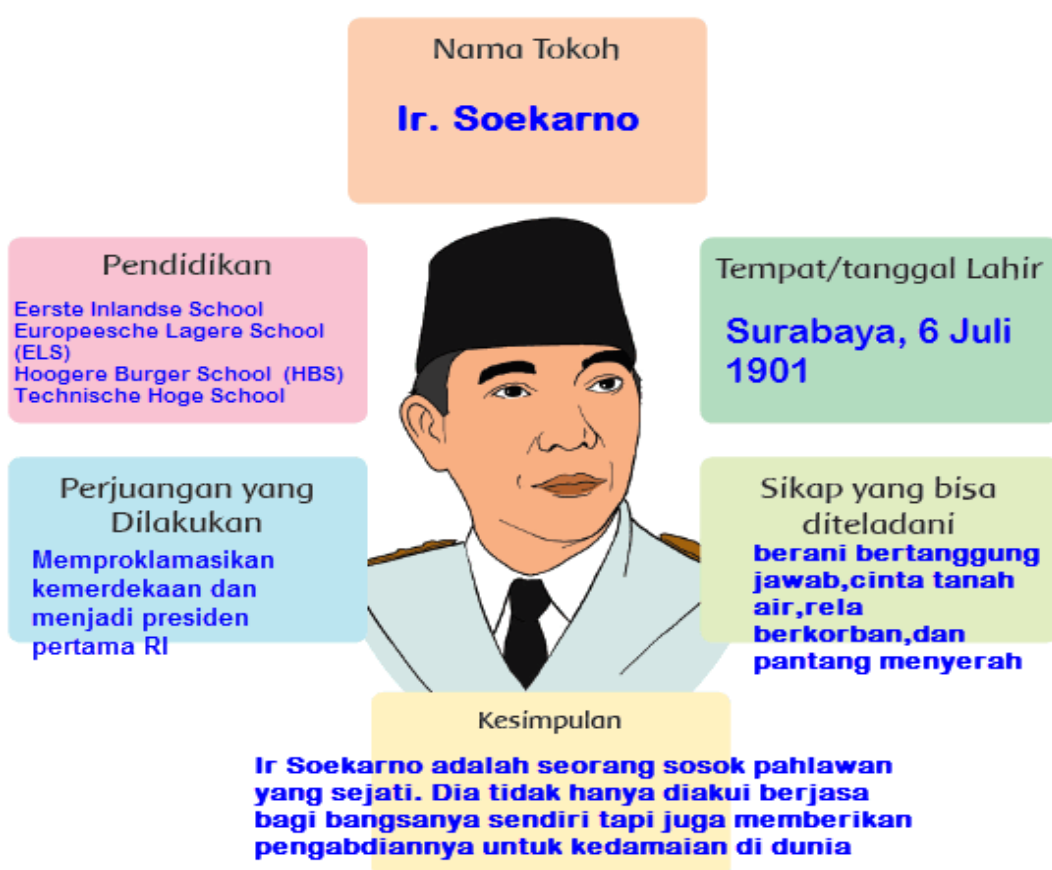 Nama Tokoh
Ir. Soekarno
Pendidikan
Eerste Inlandse School
Europeesche Lagere School
(ELS)
Hoogere Burger School (HBS)
Technische Hoge School
Tempat/tanggal Lahir
Surabaya, 6 Juli
1901
Perjuangan yang
Dilakukan
Memproklamasikan
kemerdekaan dan
menjadi presiden
pertama RI
Sikap yang bisa
diteladani
berani bertanggung
jawab,cinta tanah
air,rela
berkorban,dan
pantang menyerah
Kesimpulan
Ir Soekarno adalah seorang sosok pahlawan
yang sejati. Dia tidak hanya diakui berjasa
bagi bangsanya sendiri tapi juga memberikan
pengabdiannya untuk kedamaian di dunia